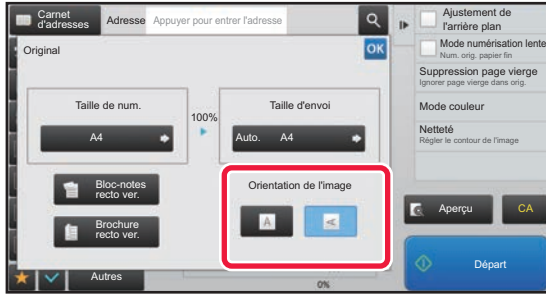 Carnet
d'adresses
Adresse
Appuyer pour entrer l'adresse
Original
OK
Taille de num.
A4
100%
Taille d'envoi
Auto. A4
Bloc-notes
recto ver.
Brochure
recto ver.
Orientation de l'image
A
A
Autres
0%
Ajustement de
l'arrière plan
Mode numérisation lente
Num. orig. papier fin
Suppression page vierge
Ignorer page vierge dans orig.
Mode couleur
Netteté
Régler le contour de l'image
Aperçu
CA
Départ